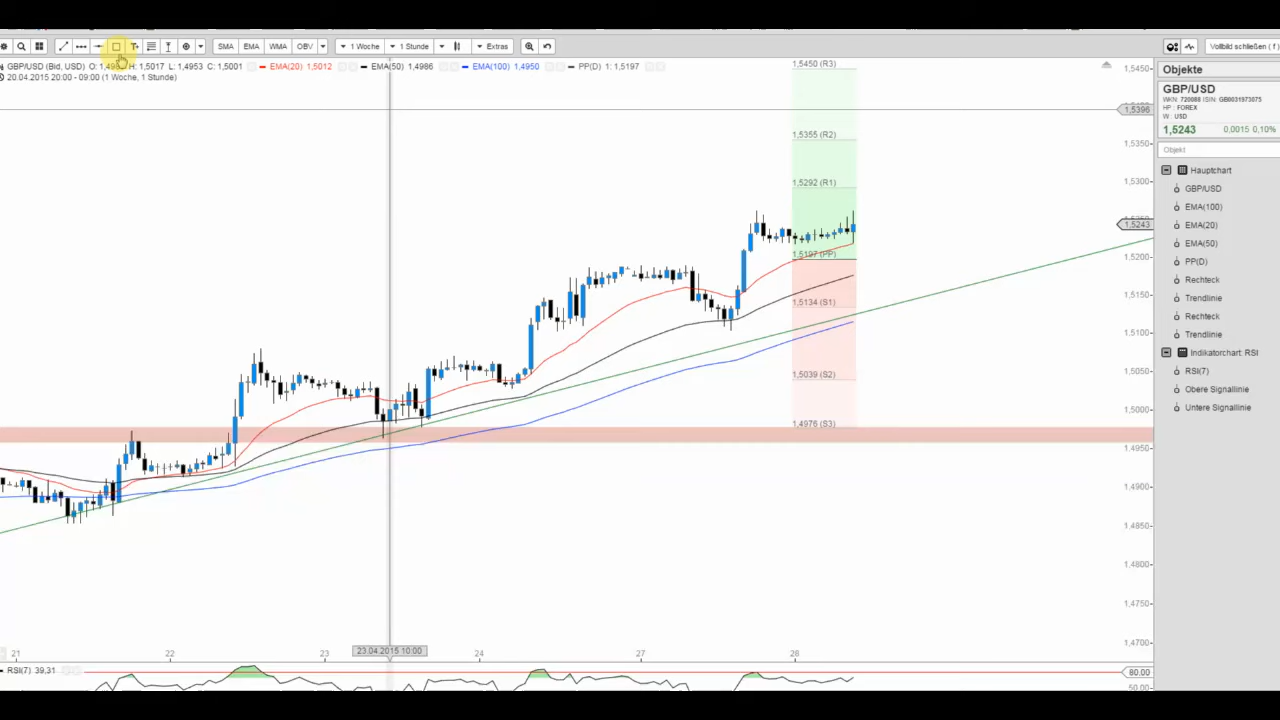 SMA EMA WMA OBV 1 Woche 1 Stunde Extras Vollbild schließen ( f )
GBP/USD (Bid, USD) H: 1,5017 L: 1,4953 C: 1,5001 EMA(20) 1,5012 EMA(50) 1,4986 EMA(100) 1,4950 PP(D) 1: 1,5197
20.04.2015 20:00 - 09:00 (1 Woche, 1 Stunde)
1,5450 (R3)
1,5355 (R2)
1,5292 (R1)
1,5197 (PP)
1,5134 (S1)
1,5039 (S2)
1,4976 (S3)
1,5450
1,5396
1,5350
1,5300
1,5243
1,5200
1,5150
1,5100
1,5050
1,5000
1,4950
1,4900
1,4850
1,4800
1,4750
1,4700
21 22 23 23.04.2015 10:00 24 27 28
RSI(7) 39,31
80.00
50.00
Objekte
GBP/USD
WKN: 720088 ISIN: GB0031973075
HP : FOREX
W : USD
1,5243 0,0015 0,10%
Objekt
Hauptchart
GBP/USD
EMA(100)
EMA(20)
EMA(50)
PP(D)
Rechteck
Trendlinie
Rechteck
Trendlinie
Indikatorchart: RSI
RSI(7)
Obere Signallinie
Untere Signallinie